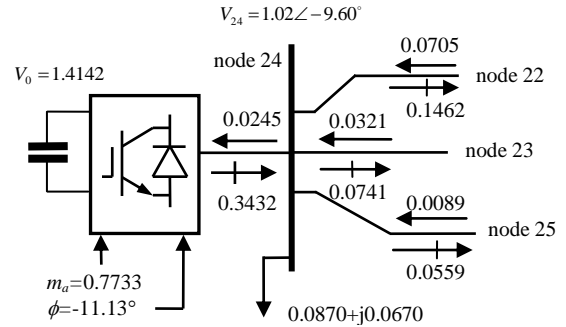 V₂₄ = 1.02∠−9.60°
node 24
0.0705
node 22
0.1462
V₀ = 1.4142
0.0245
0.0321
node 23
0.3432
0.0741
0.0089
node 25
0.0559
mₐ=0.7733
ϕ=-11.13°
0.0870+j0.0670